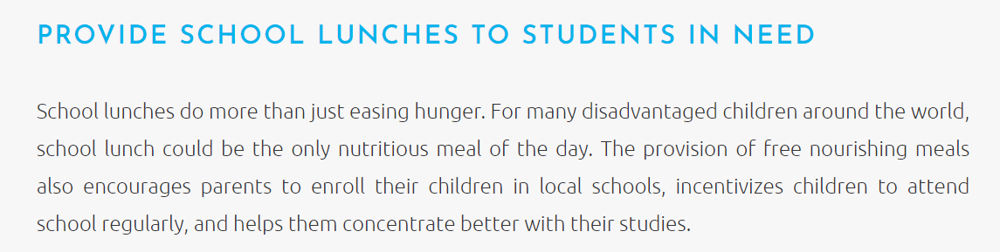 PROVIDE SCHOOL LUNCHES TO STUDENTS IN NEED
School lunches do more than just easing hunger. For many disadvantaged children around the world,
school lunch could be the only nutritious meal of the day. The provision of free nourishing meals
also encourages parents to enroll their children in local schools, incentivizes children to attend
school regularly, and helps them concentrate better with their studies.